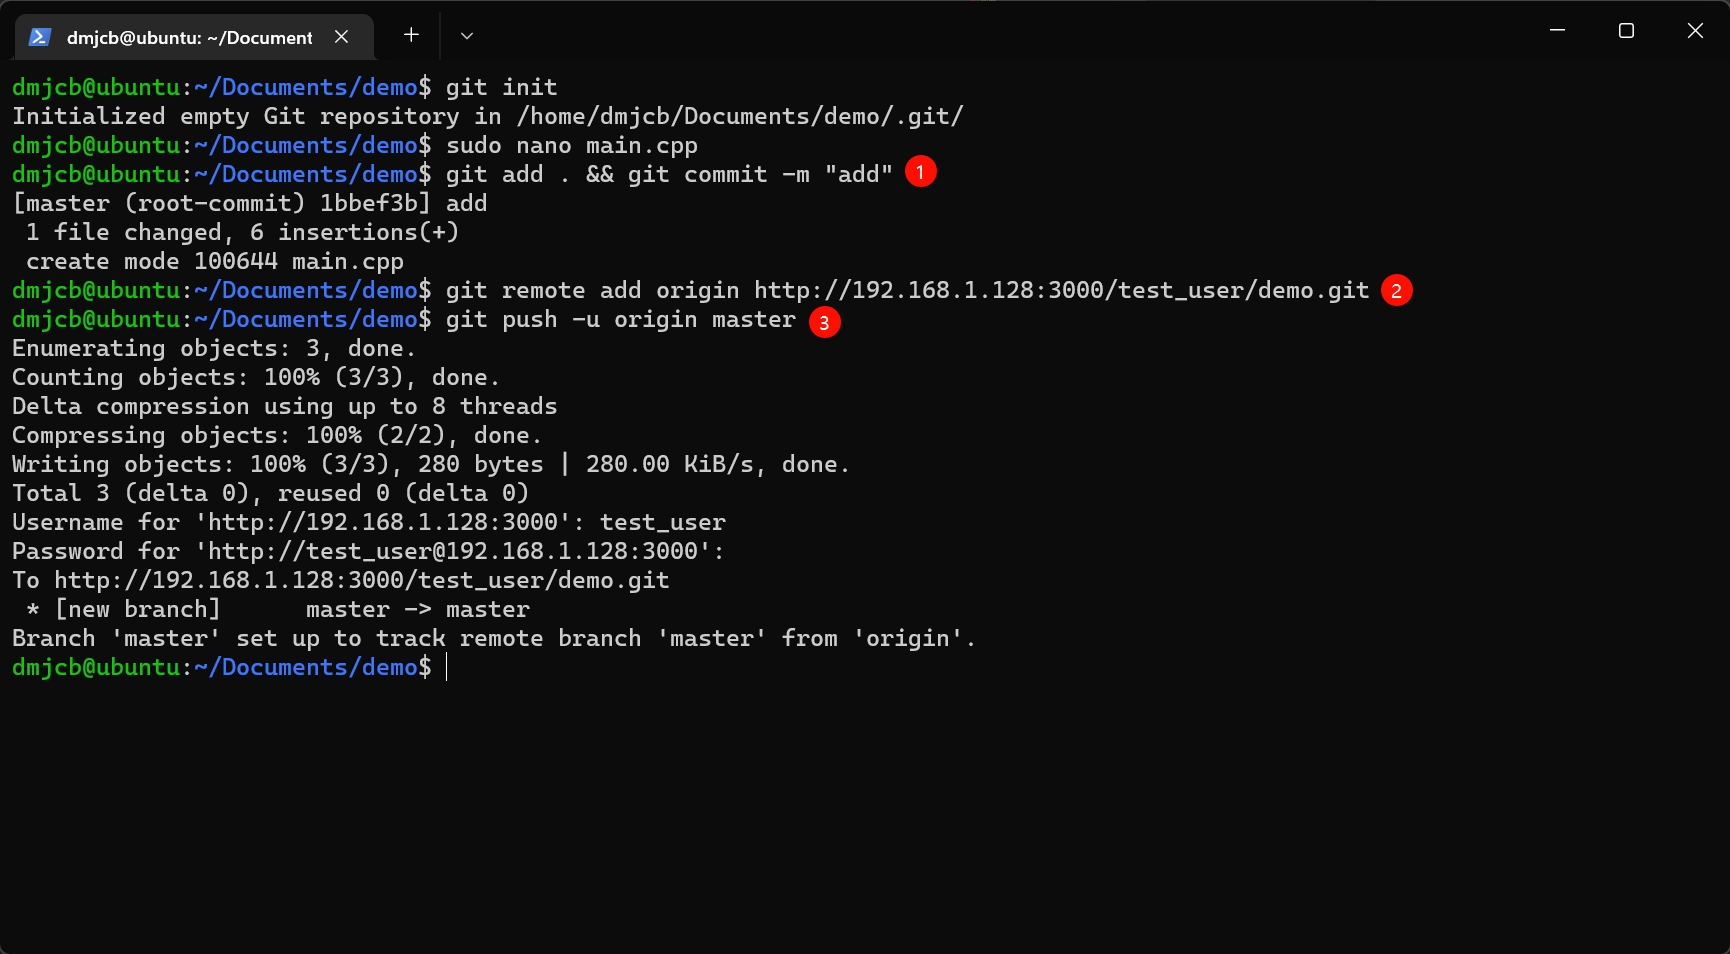 dmjcb@ubuntu: ~/Document
dmjcb@ubuntu:~/Documents/demo$ git init
Initialized empty Git repository in /home/dmjcb/Documents/demo/.git/
dmjcb@ubuntu:~/Documents/demo$ sudo nano main.cpp
dmjcb@ubuntu:~/Documents/demo$ git add . && git commit -m "add" 1
[master (root-commit) 1bbef3b] add
 1 file changed, 6 insertions(+)
 create mode 100644 main.cpp
dmjcb@ubuntu:~/Documents/demo$ git remote add origin http://192.168.1.128:3000/test_user/demo.git 2
dmjcb@ubuntu:~/Documents/demo$ git push -u origin master 3
Enumerating objects: 3, done.
Counting objects: 100% (3/3), done.
Delta compression using up to 8 threads
Compressing objects: 100% (2/2), done.
Writing objects: 100% (3/3), 280 bytes | 280.00 KiB/s, done.
Total 3 (delta 0), reused 0 (delta 0)
Username for 'http://192.168.1.128:3000': test_user
Password for 'http://test_user@192.168.1.128:3000':
To http://192.168.1.128:3000/test_user/demo.git
 * [new branch]      master -> master
Branch 'master' set up to track remote branch 'master' from 'origin'.
dmjcb@ubuntu:~/Documents/demo$